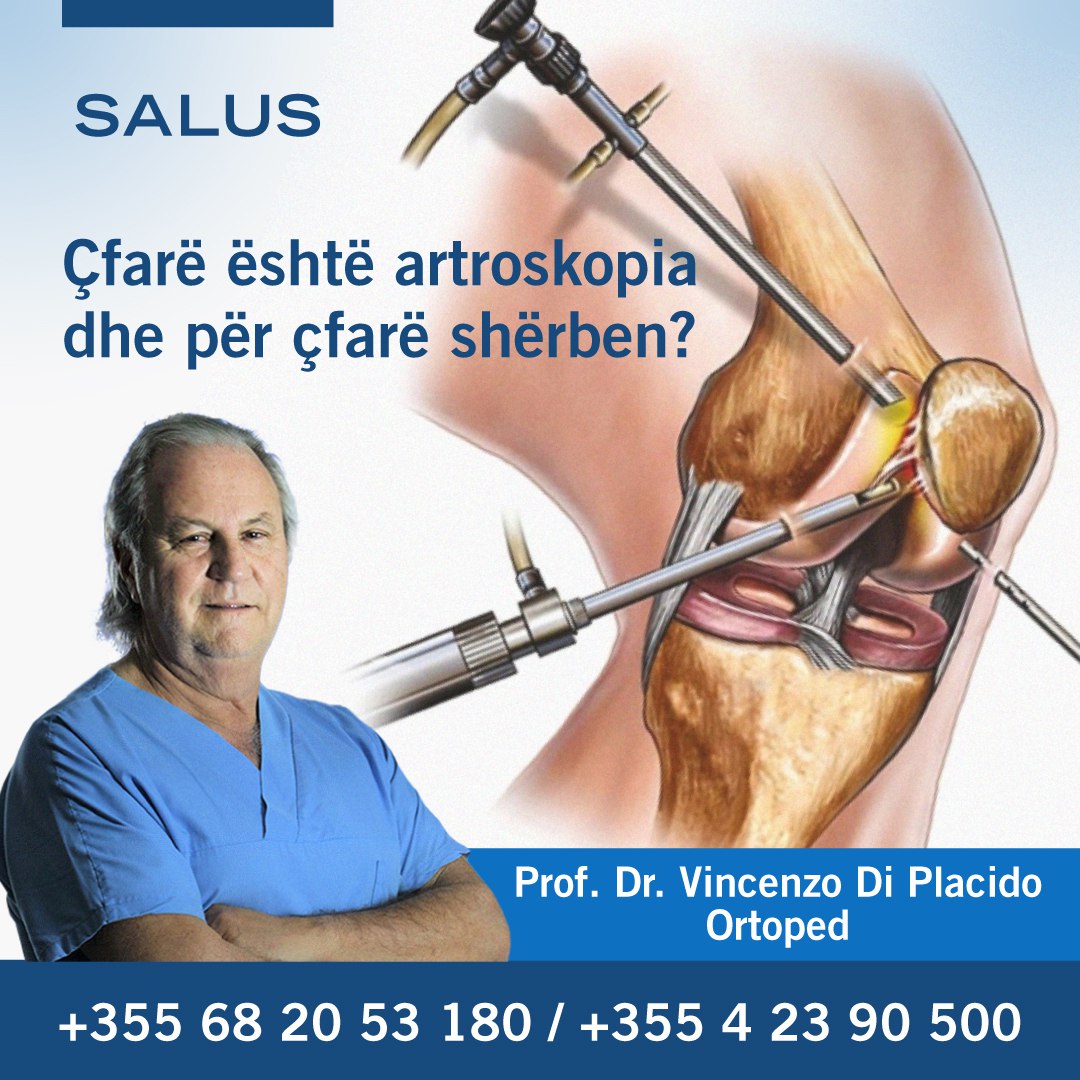 SALUS
Çfarë është artroskopia
dhe për çfarë shërben?
Prof. Dr. Vincenzo Di Placido
Ortoped
+355 68 20 53 180 / +355 4 23 90 500